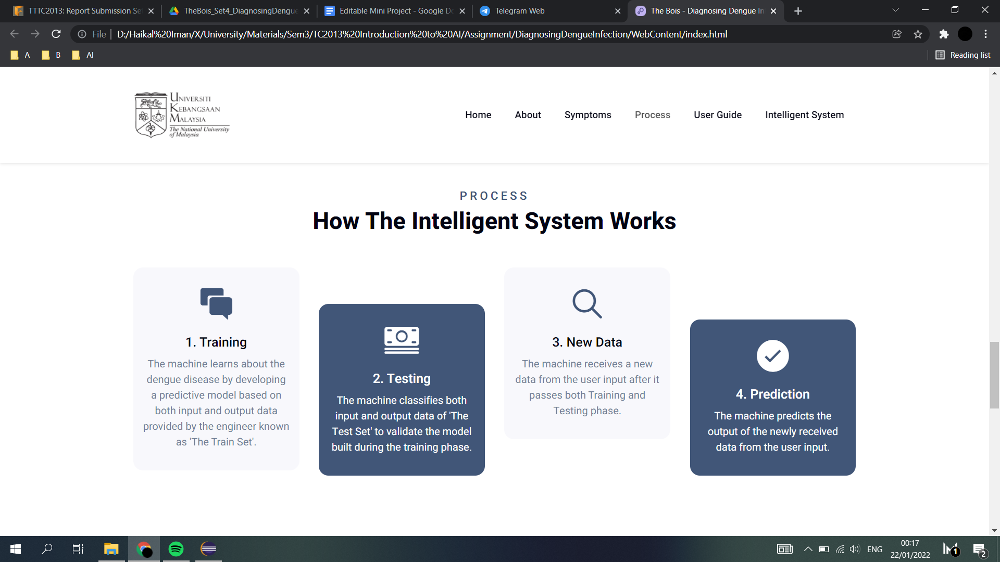 TTTC2013: Report Submission Se
TheBois_Set4_DiagnosingDengue
Editable Mini Project - Google Do
Telegram Web
The Bois - Diagnosing Dengue In
File
D:/Haikal%20Iman/X/University/Materials/Sem3/TC2013%20Introduction%20to%20AI/Assignment/DiagnosingDengueInfection/WebContent/index.html
A
B
AI
Reading list
UNIVERSITI
KEBANGSAAN
MALAYSIA
The National University
of Malaysia
Home
About
Symptoms
Process
User Guide
Intelligent System
PROCESS
How The Intelligent System Works
1. Training
The machine learns about the
dengue disease by developing
a predictive model based on
both input and output data
provided by the engineer known
as 'The Train Set'.
2. Testing
The machine classifies both
input and output data of 'The
Test Set' to validate the model
built during the training phase.
3. New Data
The machine receives a new
data from the user input after it
passes both Training and
Testing phase.
4. Prediction
The machine predicts the
output of the newly received
data from the user input.
ENG
00:17
22/01/2022
1
2